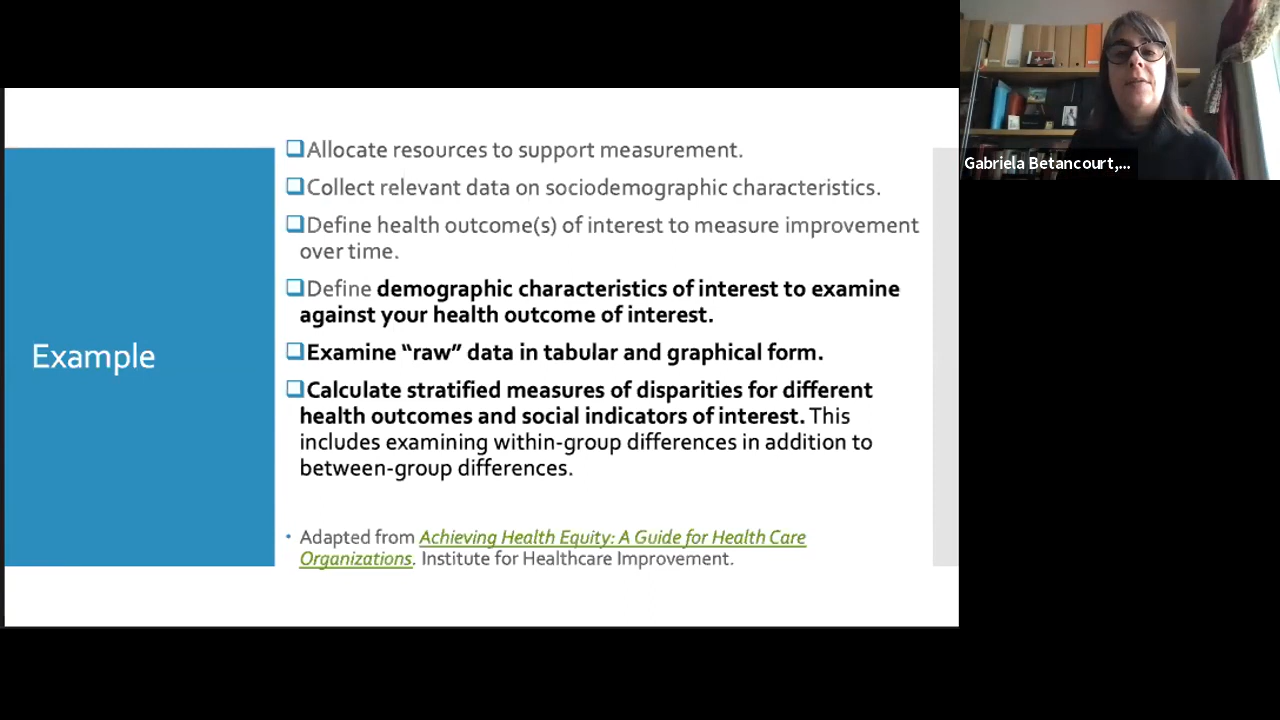 Example
❑Allocate resources to support measurement.
❑Collect relevant data on sociodemographic characteristics.
❑Define health outcome(s) of interest to measure improvement
over time.
❑Define demographic characteristics of interest to examine
against your health outcome of interest.
❑Examine “raw” data in tabular and graphical form.
❑Calculate stratified measures of disparities for different
health outcomes and social indicators of interest. This
includes examining within-group differences in addition to
between-group differences.
• Adapted from Achieving Health Equity: A Guide for Health Care
Organizations. Institute for Healthcare Improvement.
Gabriela Betancourt,...